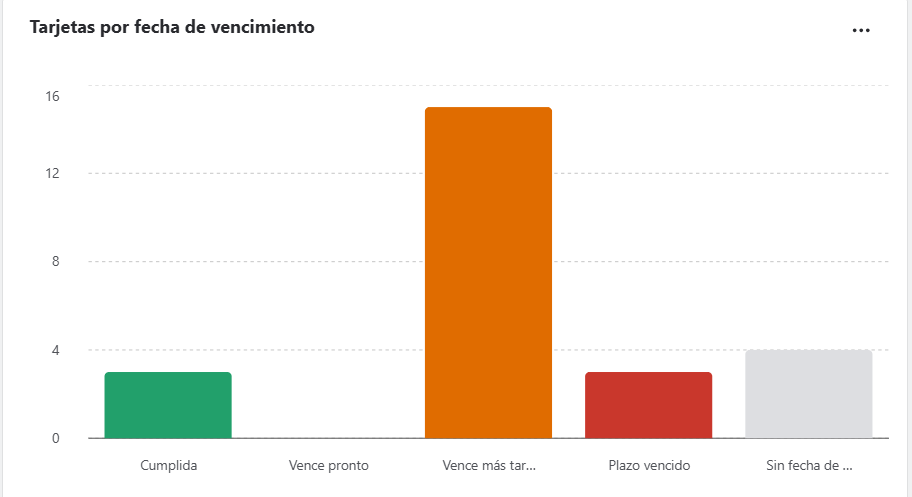 Tarjetas por fecha de vencimiento
...
16
12
8
4
0
Cumplida
Vence pronto
Vence más tar...
Plazo vencido
Sin fecha de ...